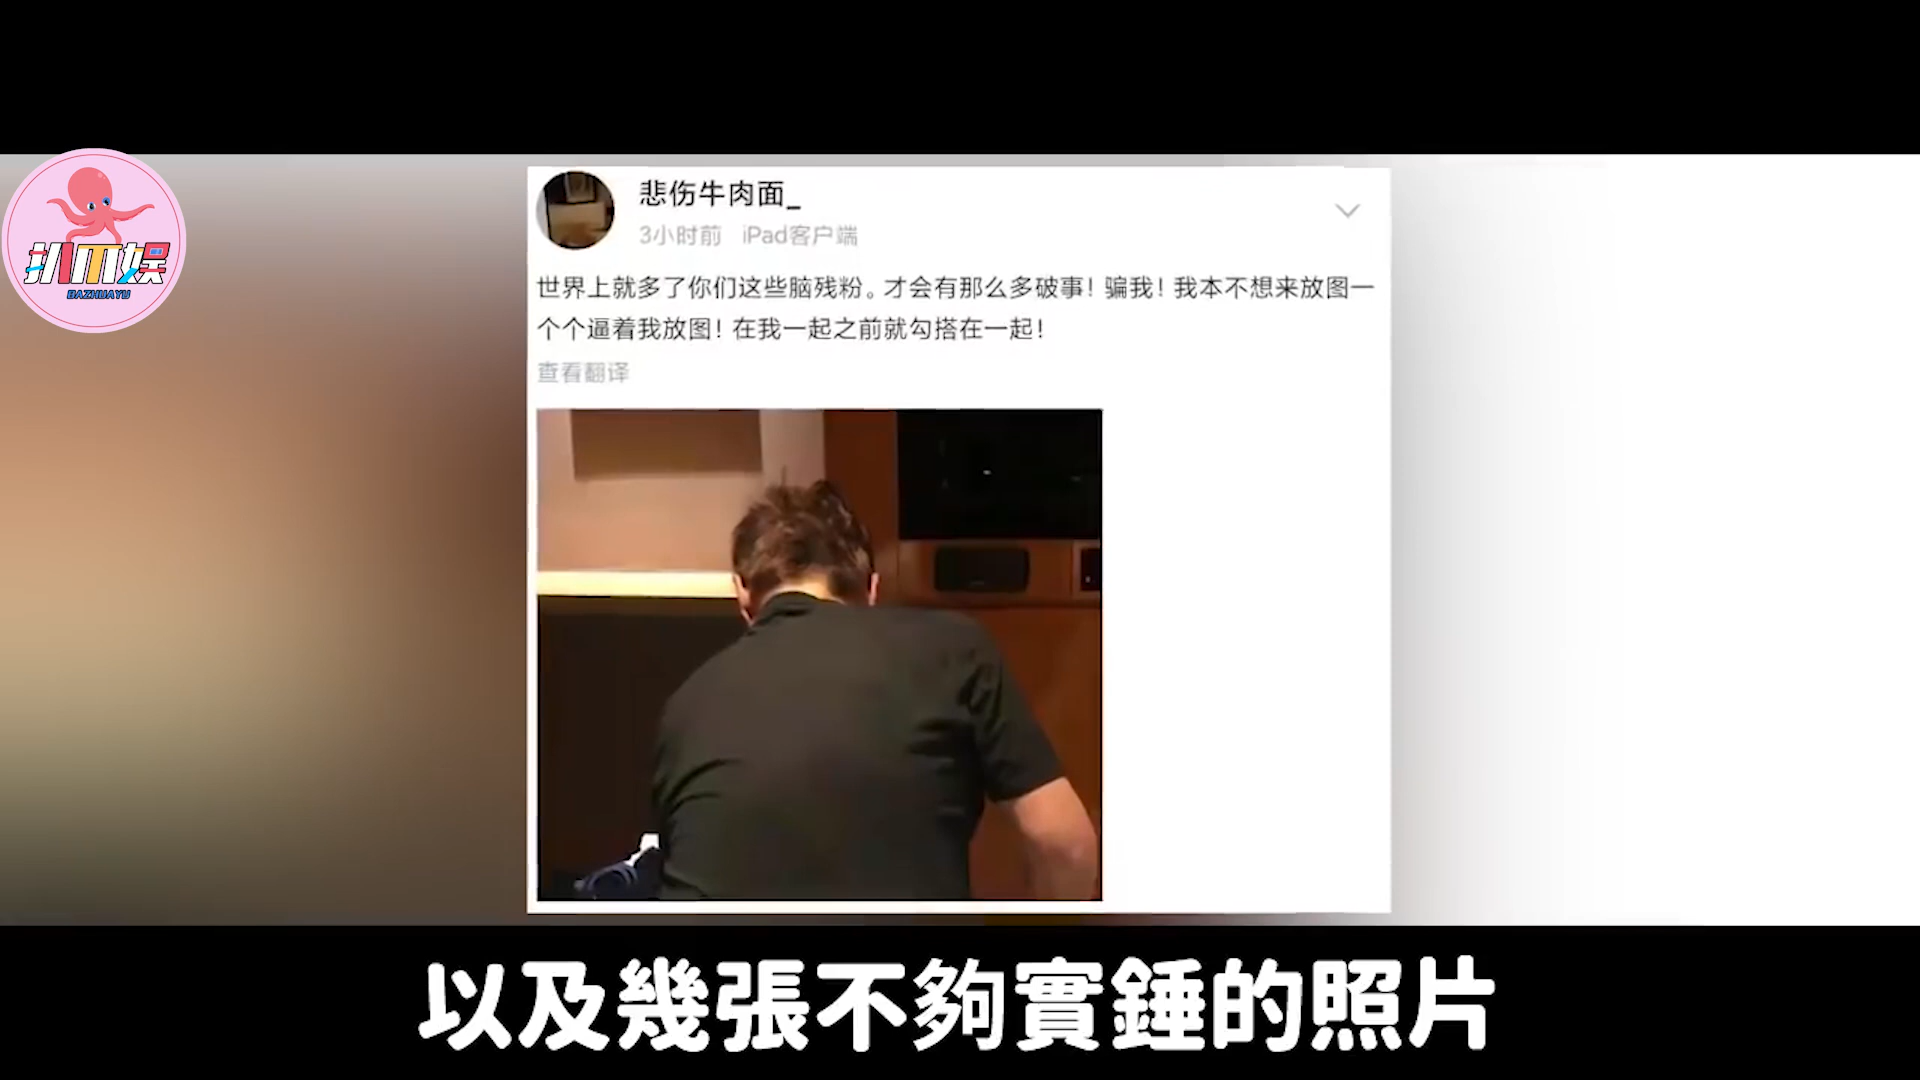 扒爪娱
BAZHUAYU
悲伤牛肉面_
3小时前 iPad客户端
世界上就多了你们这些脑残粉。才会有那么多破事！骗我！我本不想来放图一
个个逼着我放图！在我一起之前就勾搭在一起！
查看翻译
以及幾張不夠實錘的照片